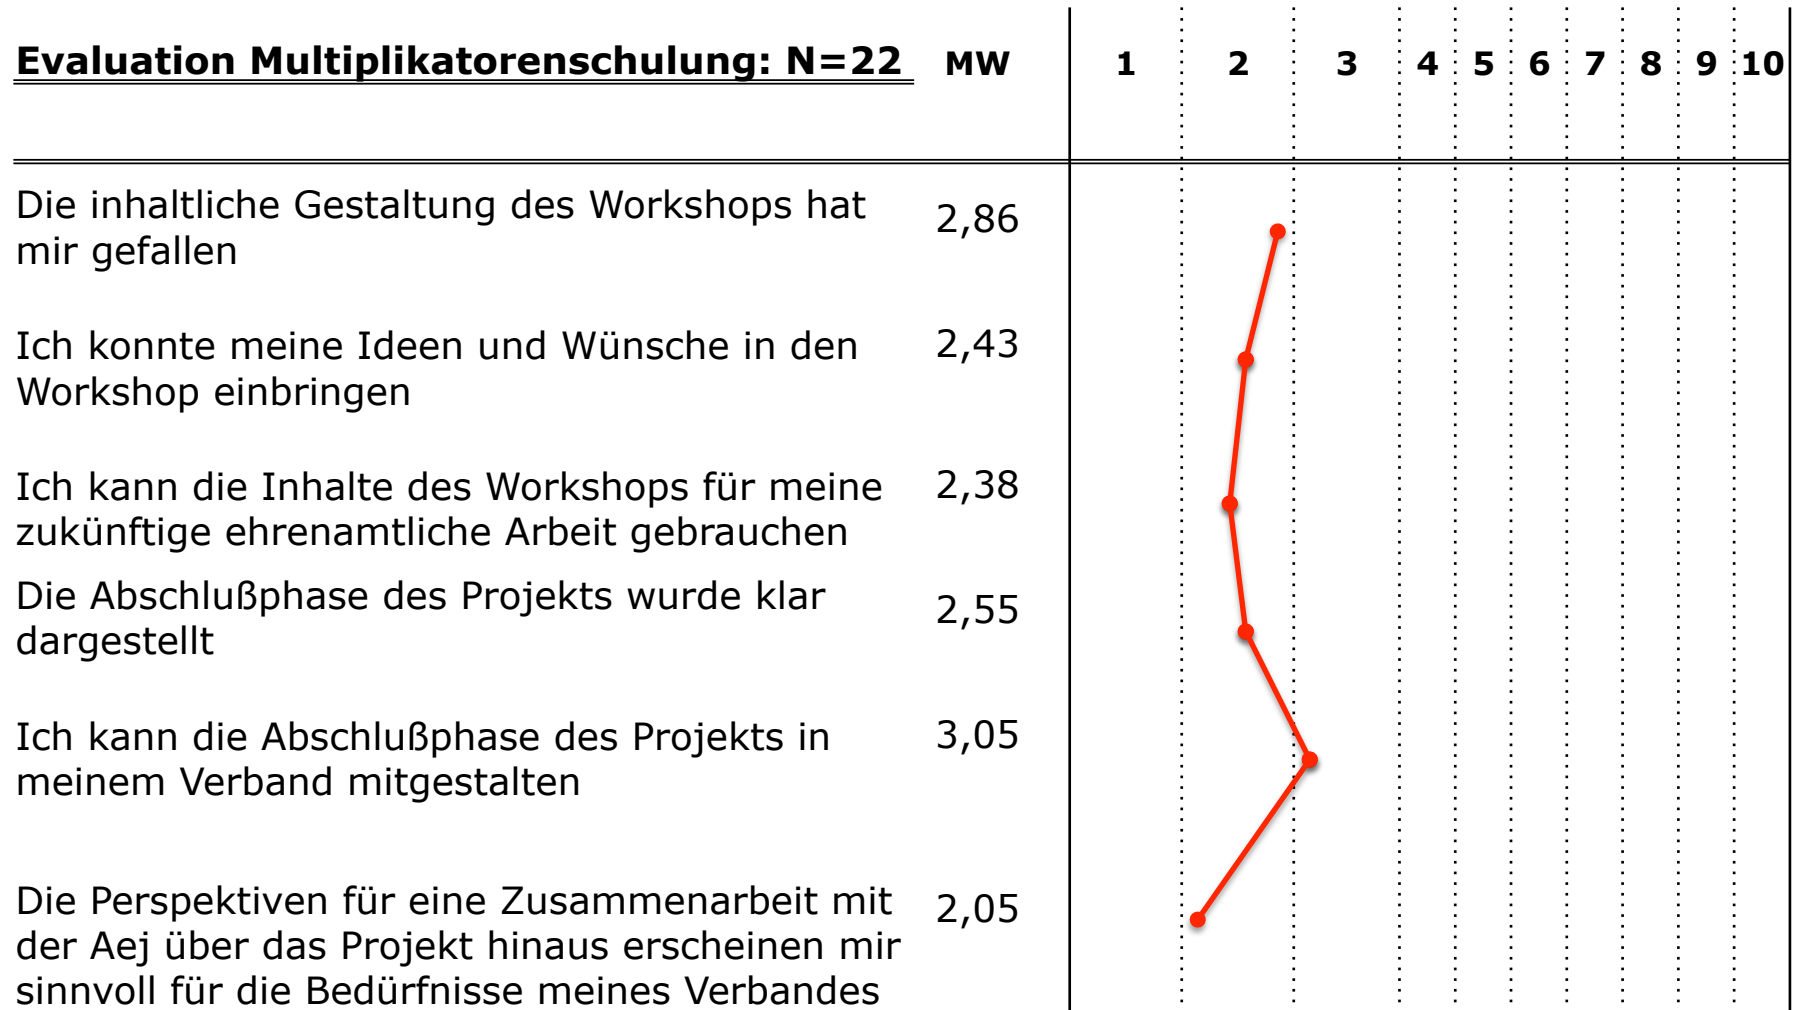 Evaluation Multiplikatorenschulung: N=22 MW 1 2 3 4 5 6 7 8 9 10
Die inhaltliche Gestaltung des Workshops hat
mir gefallen
2,86
Ich konnte meine Ideen und Wünsche in den
Workshop einbringen
2,43
Ich kann die Inhalte des Workshops für meine
zukünftige ehrenamtliche Arbeit gebrauchen
2,38
Die Abschlußphase des Projekts wurde klar
dargestellt
2,55
Ich kann die Abschlußphase des Projekts in
meinem Verband mitgestalten
3,05
Die Perspektiven für eine Zusammenarbeit mit
der Aej über das Projekt hinaus erscheinen mir
sinnvoll für die Bedürfnisse meines Verbandes
2,05